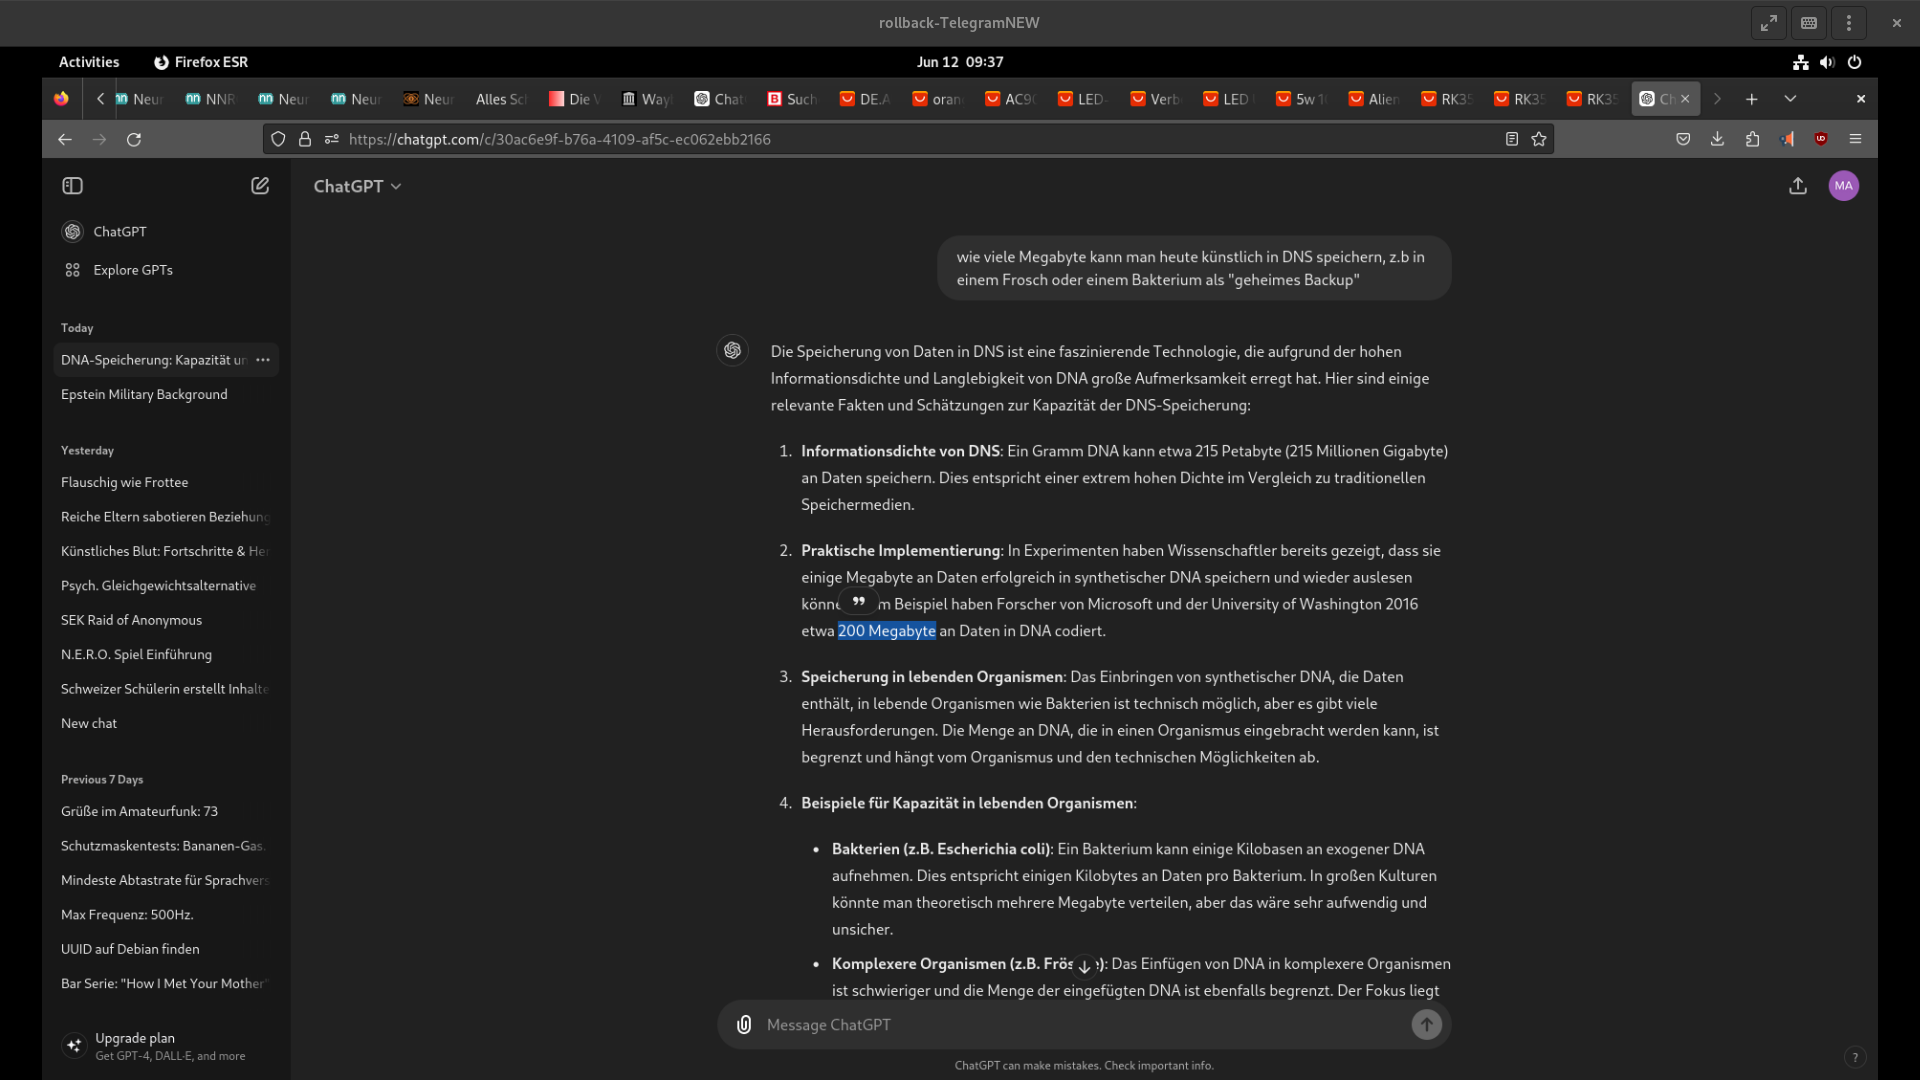 rollback-TelegramNEW
Activities
Firefox ESR
Jun 12 09:37
Neur
NNR
Neur
Neur
Neur
Alles Sc
Die V
Way
Chat
Such
DE.A
oran
AC90
LED-
Verb
LED
5w 1
Alien
RK35
RK35
RK35
Ch
https://chatgpt.com/c/30ac6e9f-b76a-4109-af5c-ec062ebb2166
ChatGPT
MA
ChatGPT
Explore GPTs
Today
DNA-Speicherung: Kapazität un
Epstein Military Background
Yesterday
Flauschig wie Frottee
Reiche Eltern sabotieren Beziehung
Künstliches Blut: Fortschritte & Her
Psych. Gleichgewichtsalternative
SEK Raid of Anonymous
N.E.R.O. Spiel Einführung
Schweizer Schülerin erstellt Inhalte
New chat
Previous 7 Days
Grüße im Amateurfunk: 73
Schutzmaskentests: Bananen-Gas.
Mindeste Abtastrate für Sprachvers
Max Frequenz: 500Hz.
UUID auf Debian finden
Bar Serie: "How I Met Your Mother"
Upgrade plan
Get GPT-4, DALL·E, and more
wie viele Megabyte kann man heute künstlich in DNS speichern, z.b in
einem Frosch oder einem Bakterium als "geheimes Backup"
Die Speicherung von Daten in DNS ist eine faszinierende Technologie, die aufgrund der hohen
Informationsdichte und Langlebigkeit von DNA große Aufmerksamkeit erregt hat. Hier sind einige
relevante Fakten und Schätzungen zur Kapazität der DNS-Speicherung:
1. Informationsdichte von DNS: Ein Gramm DNA kann etwa 215 Petabyte (215 Millionen Gigabyte)
an Daten speichern. Dies entspricht einer extrem hohen Dichte im Vergleich zu traditionellen
Speichermedien.
2. Praktische Implementierung: In Experimenten haben Wissenschaftler bereits gezeigt, dass sie
einige Megabyte an Daten erfolgreich in synthetischer DNA speichern und wieder auslesen
könne m Beispiel haben Forscher von Microsoft und der University of Washington 2016
etwa 200 Megabyte an Daten in DNA codiert.
3. Speicherung in lebenden Organismen: Das Einbringen von synthetischer DNA, die Daten
enthält, in lebende Organismen wie Bakterien ist technisch möglich, aber es gibt viele
Herausforderungen. Die Menge an DNA, die in einen Organismus eingebracht werden kann, ist
begrenzt und hängt vom Organismus und den technischen Möglichkeiten ab.
4. Beispiele für Kapazität in lebenden Organismen:
• Bakterien (z.B. Escherichia coli): Ein Bakterium kann einige Kilobasen an exogener DNA
aufnehmen. Dies entspricht einigen Kilobytes an Daten pro Bakterium. In großen Kulturen
könnte man theoretisch mehrere Megabyte verteilen, aber das wäre sehr aufwendig und
unsicher.
• Komplexere Organismen (z.B. Frös e): Das Einfügen von DNA in komplexere Organismen
ist schwieriger und die Menge der eingefügten DNA ist ebenfalls begrenzt. Der Fokus liegt
Message ChatGPT
ChatGPT can make mistakes. Check important info.
?